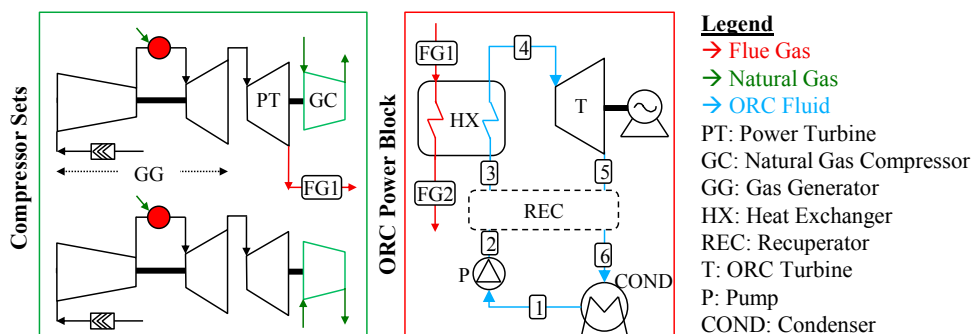 Compressor Sets
PT
GC
GG
FG1
ORC Power Block
FG1
4
HX
T
3
5
FG2
REC
2
6
P
COND
1
Legend
→ Flue Gas
→ Natural Gas
→ ORC Fluid
PT: Power Turbine
GC: Natural Gas Compressor
GG: Gas Generator
HX: Heat Exchanger
REC: Recuperator
T: ORC Turbine
P: Pump
COND: Condenser